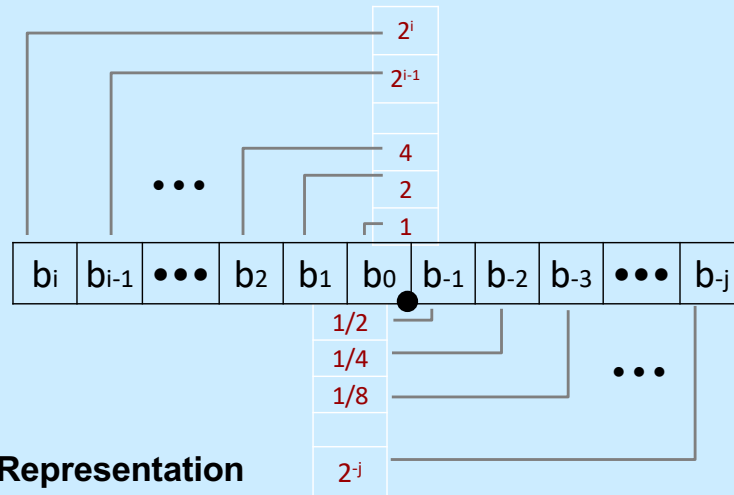 2ⁱ
2ⁱ⁻¹
4
•••
2
1
bᵢ bᵢ₋₁ ••• b₂ b₁ b₀ b₋₁ b₋₂ b₋₃ ••• b₋ⱼ
1/2
1/4
•••
1/8
Representation 2⁻ʲ